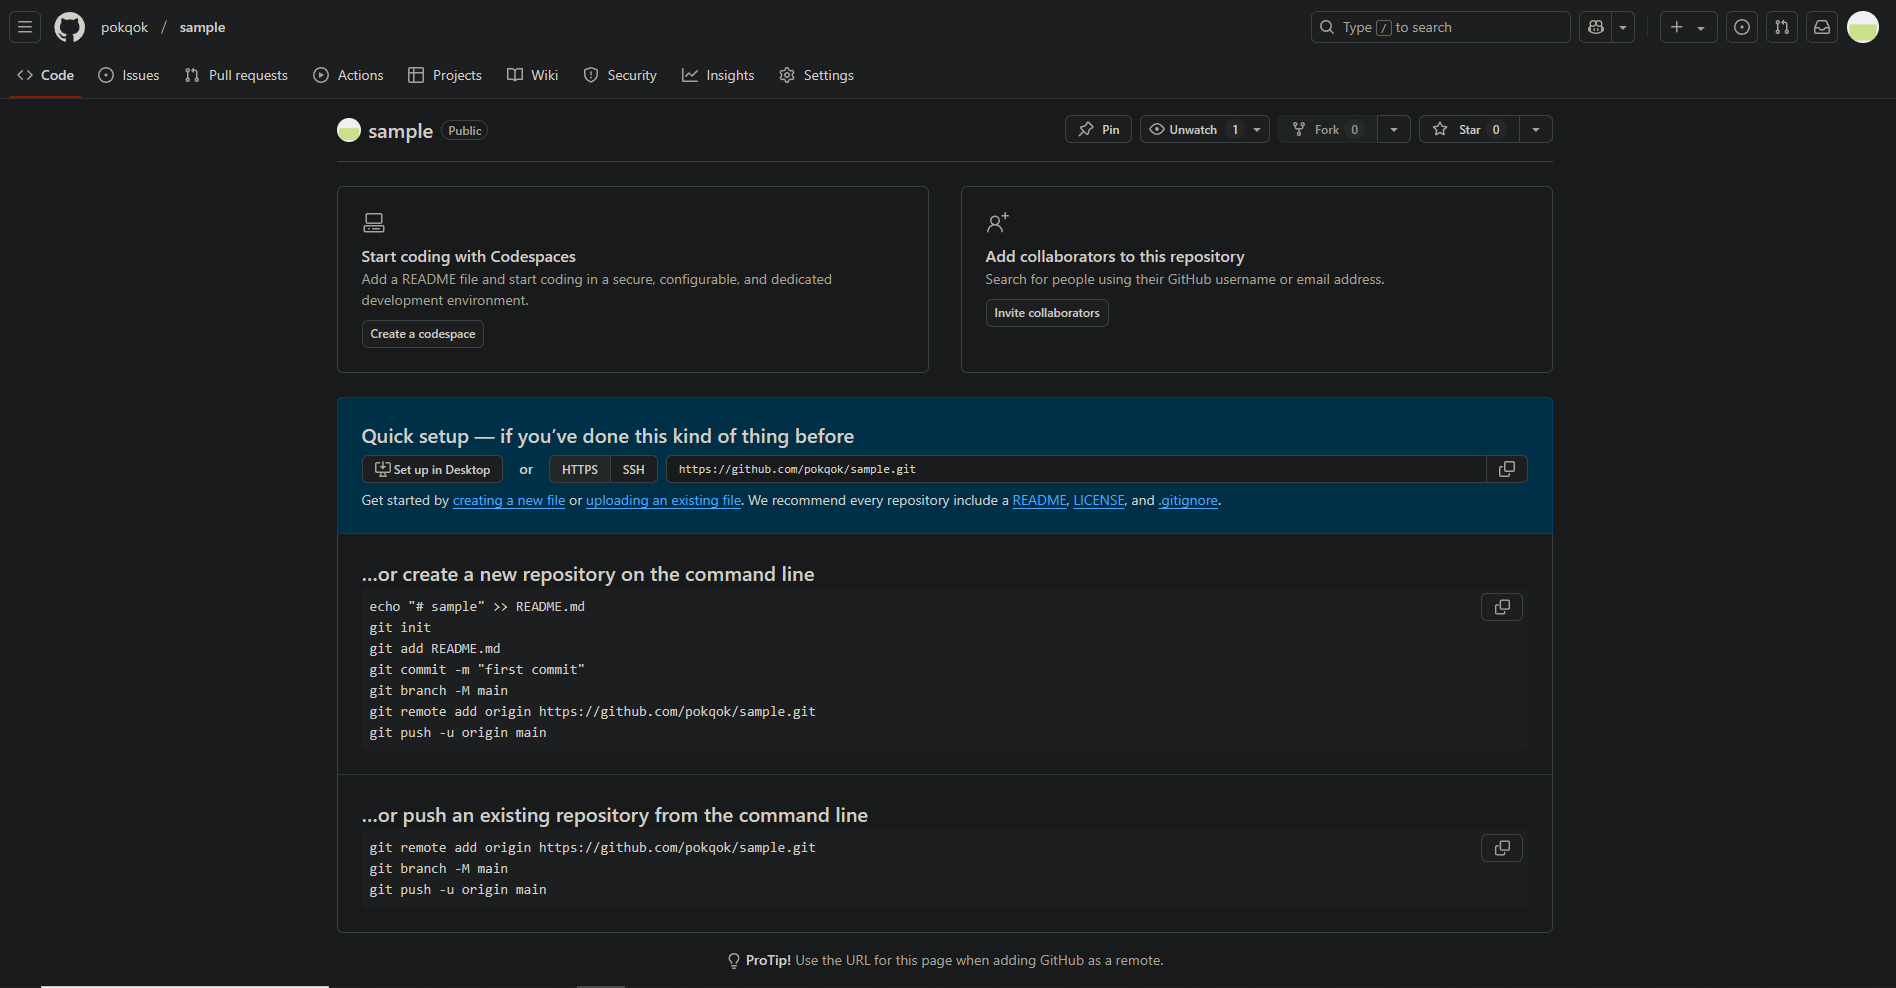 pokqok / sample
Type / to search
Code Issues Pull requests Actions Projects Wiki Security Insights Settings
sample Public
Pin Unwatch 1 Fork 0 Star 0
Start coding with Codespaces
Add a README file and start coding in a secure, configurable, and dedicated
development environment.
Create a codespace
Add collaborators to this repository
Search for people using their GitHub username or email address.
Invite collaborators
Quick setup — if you’ve done this kind of thing before
Set up in Desktop or HTTPS SSH https://github.com/pokqok/sample.git
Get started by creating a new file or uploading an existing file. We recommend every repository include a README, LICENSE, and .gitignore.
…or create a new repository on the command line
echo "# sample" >> README.md
git init
git add README.md
git commit -m "first commit"
git branch -M main
git remote add origin https://github.com/pokqok/sample.git
git push -u origin main
…or push an existing repository from the command line
git remote add origin https://github.com/pokqok/sample.git
git branch -M main
git push -u origin main
ProTip! Use the URL for this page when adding GitHub as a remote.